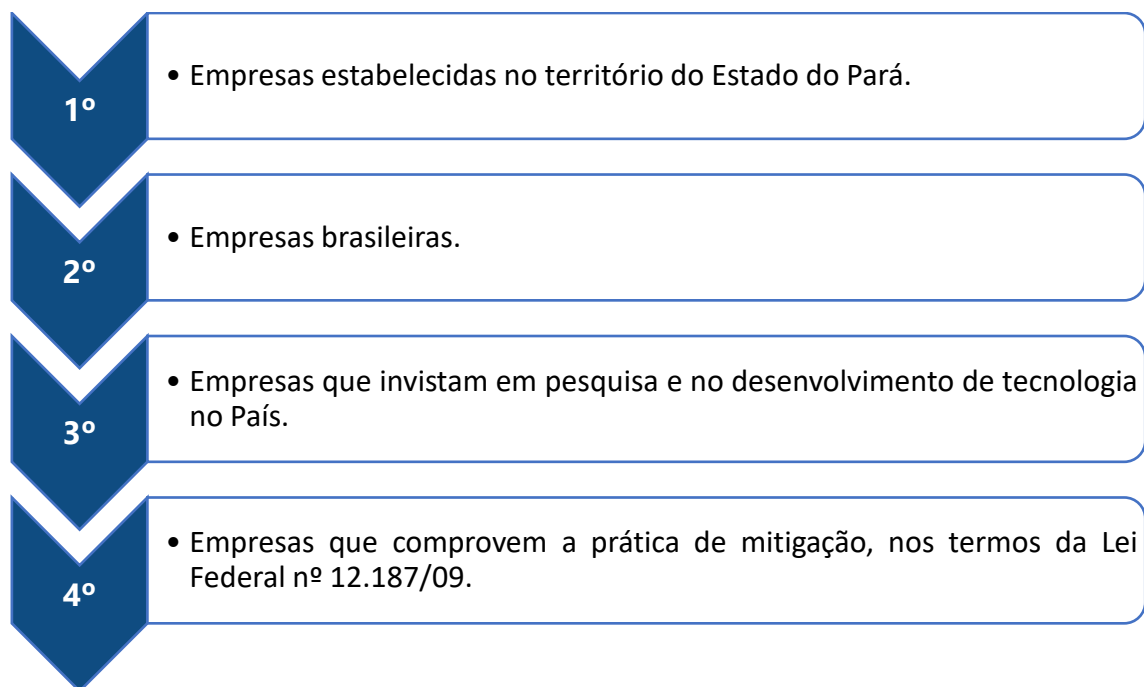 1º
• Empresas estabelecidas no território do Estado do Pará.
2º
• Empresas brasileiras.
3º
• Empresas que invistam em pesquisa e no desenvolvimento de tecnologia
no País.
4º
• Empresas que comprovem a prática de mitigação, nos termos da Lei
Federal nº 12.187/09.